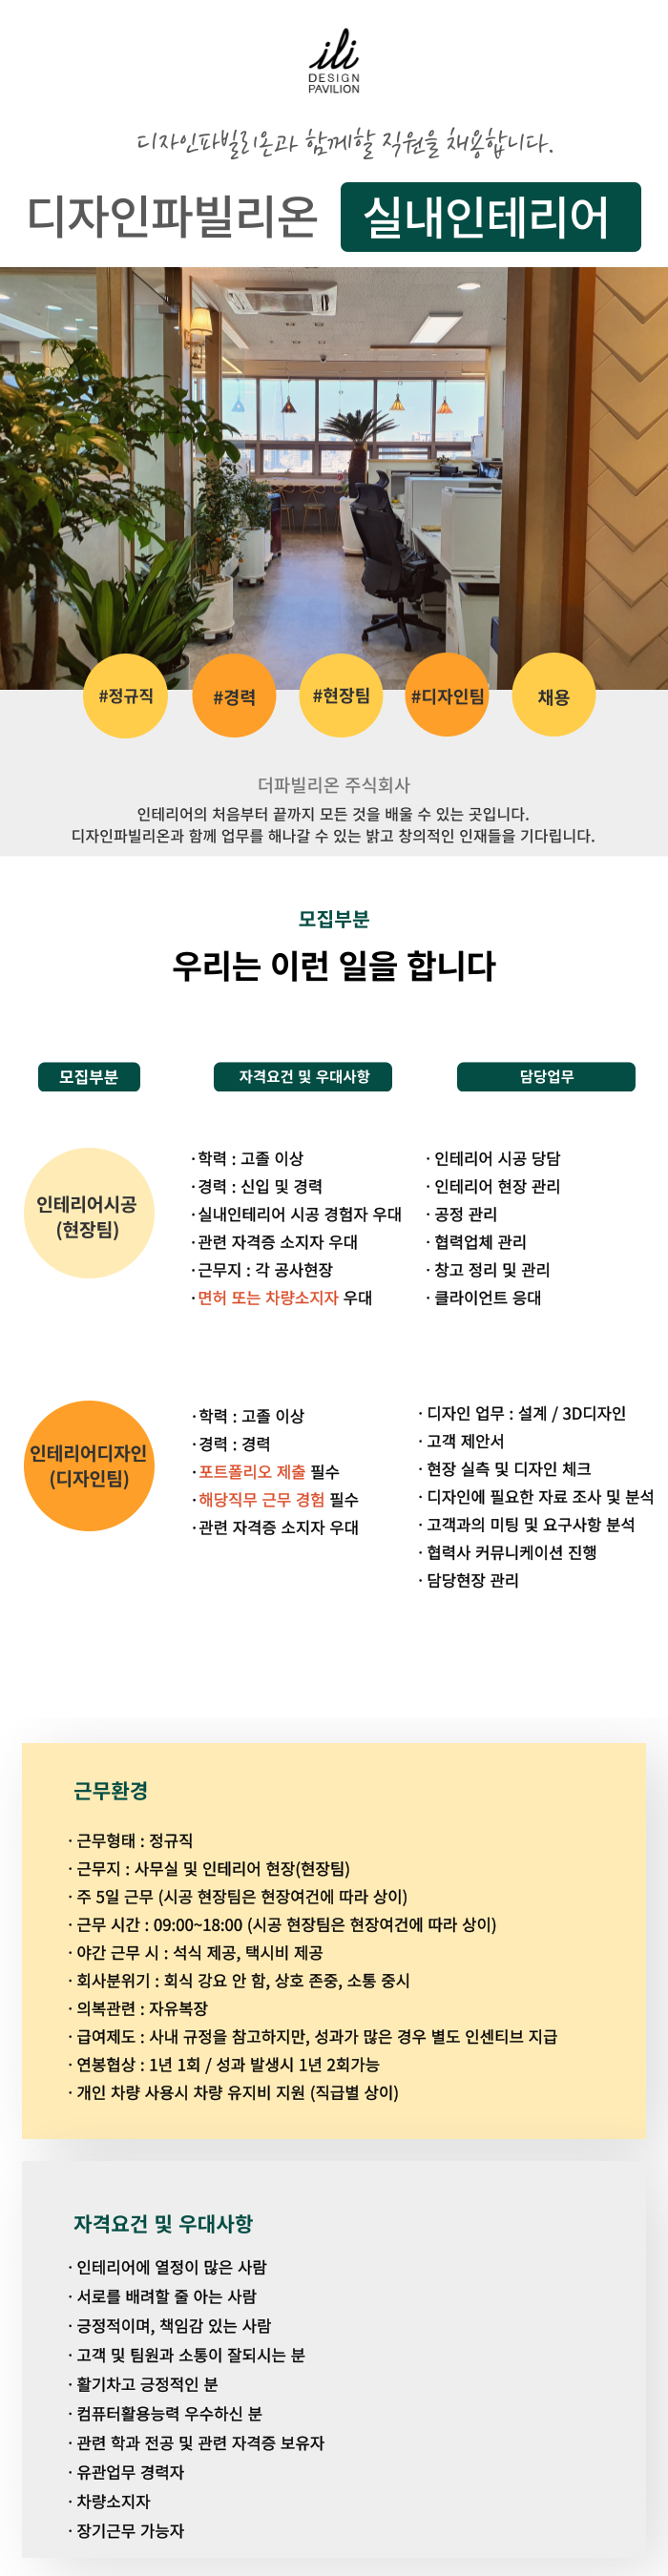 ili
DESIGN
PAVILION
디자인파빌리온과 함께할 직원을 채용합니다.
디자인파빌리온 실내인테리어
#정규직 #경력 #현장팀 #디자인팀 채용
더파빌리온 주식회사
인테리어의 처음부터 끝까지 모든 것을 배울 수 있는 곳입니다.
디자인파빌리온과 함께 업무를 해나갈 수 있는 밝고 창의적인 인재들을 기다립니다.
모집부분
우리는 이런 일을 합니다
모집부분 자격요건 및 우대사항 담당업무
인테리어시공
(현장팀)
·학력 : 고졸 이상
·경력 : 신입 및 경력
·실내인테리어 시공 경험자 우대
·관련 자격증 소지자 우대
·근무지 : 각 공사현장
·면허 또는 차량소지자 우대
· 인테리어 시공 담당
· 인테리어 현장 관리
· 공정 관리
· 협력업체 관리
· 창고 정리 및 관리
· 클라이언트 응대
인테리어디자인
(디자인팀)
·학력 : 고졸 이상
·경력 : 경력
·포트폴리오 제출 필수
·해당직무 근무 경험 필수
·관련 자격증 소지자 우대
· 디자인 업무 : 설계 / 3D디자인
· 고객 제안서
· 현장 실측 및 디자인 체크
· 디자인에 필요한 자료 조사 및 분석
· 고객과의 미팅 및 요구사항 분석
· 협력사 커뮤니케이션 진행
· 담당현장 관리
근무환경
· 근무형태 : 정규직
· 근무지 : 사무실 및 인테리어 현장(현장팀)
· 주 5일 근무 (시공 현장팀은 현장여건에 따라 상이)
· 근무 시간 : 09:00~18:00 (시공 현장팀은 현장여건에 따라 상이)
· 야간 근무 시 : 석식 제공, 택시비 제공
· 회사분위기 : 회식 강요 안 함, 상호 존중, 소통 중시
· 의복관련 : 자유복장
· 급여제도 : 사내 규정을 참고하지만, 성과가 많은 경우 별도 인센티브 지급
· 연봉협상 : 1년 1회 / 성과 발생시 1년 2회가능
· 개인 차량 사용시 차량 유지비 지원 (직급별 상이)
자격요건 및 우대사항
· 인테리어에 열정이 많은 사람
· 서로를 배려할 줄 아는 사람
· 긍정적이며, 책임감 있는 사람
· 고객 및 팀원과 소통이 잘되시는 분
· 활기차고 긍정적인 분
· 컴퓨터활용능력 우수하신 분
· 관련 학과 전공 및 관련 자격증 보유자
· 유관업무 경력자
· 차량소지자
· 장기근무 가능자